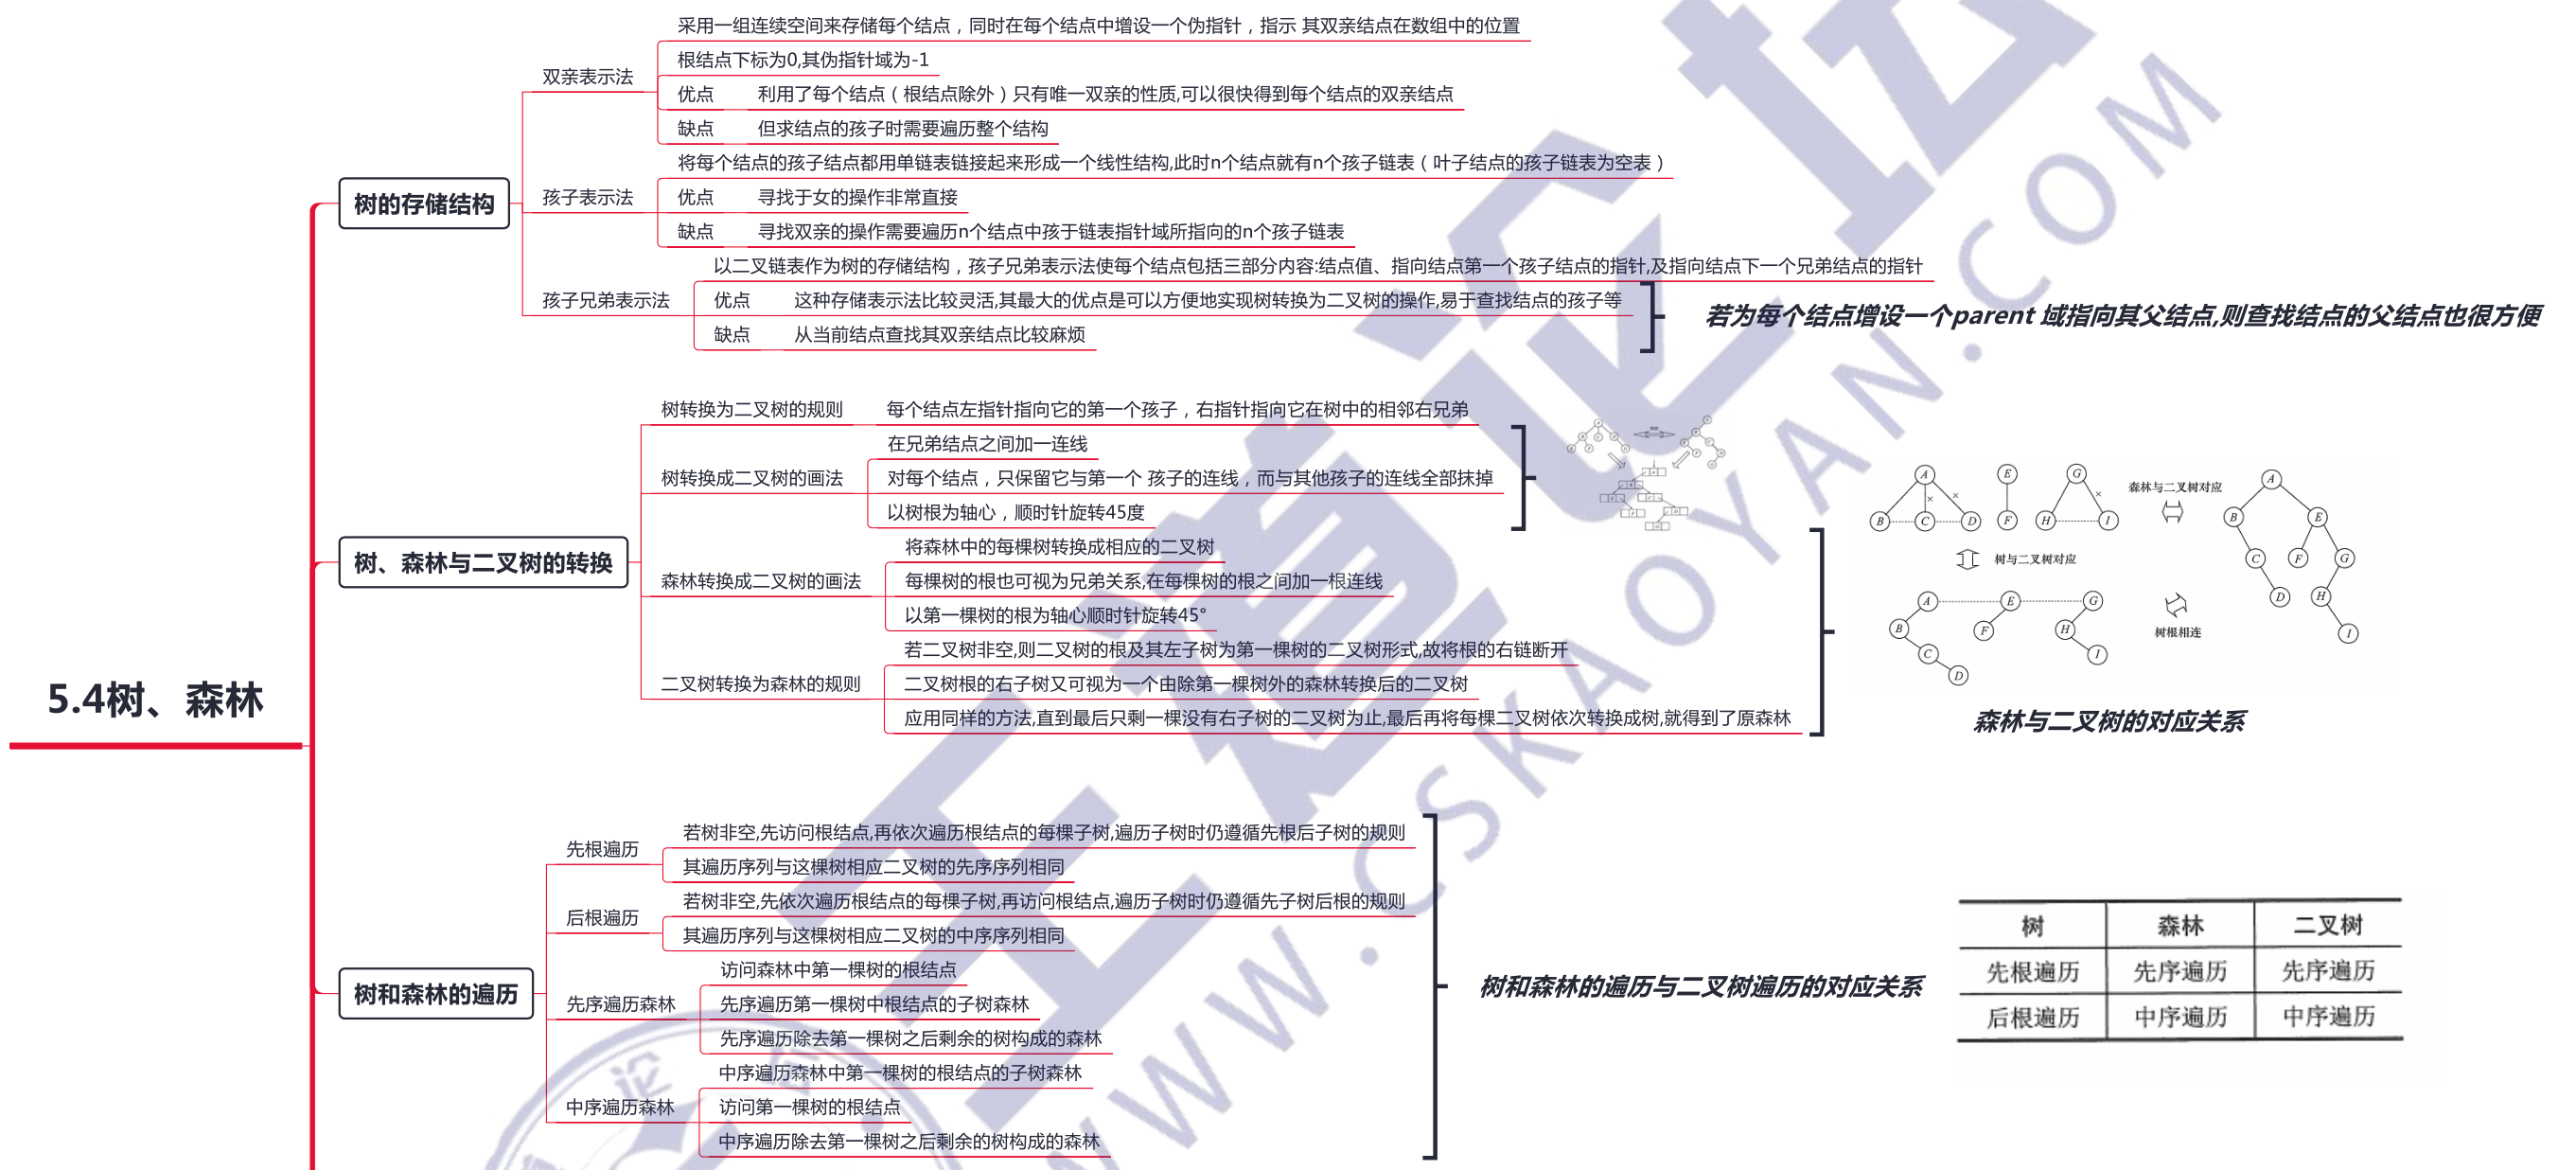 5.4树、森林
树的存储结构
双亲表示法
采用一组连续空间来存储每个结点，同时在每个结点中增设一个伪指针，指示 其双亲结点在数组中的位置
根结点下标为0,其伪指针域为-1
优点 利用了每个结点（根结点除外）只有唯一双亲的性质,可以很快得到每个结点的双亲结点
缺点 但求结点的孩子时需要遍历整个结构
孩子表示法
将每个结点的孩子结点都用单链表链接起来形成一个线性结构,此时n个结点就有n个孩子链表（叶子结点的孩子链表为空表）
优点 寻找于女的操作非常直接
缺点 寻找双亲的操作需要遍历n个结点中孩于链表指针域所指向的n个孩子链表
孩子兄弟表示法
以二叉链表作为树的存储结构，孩子兄弟表示法使每个结点包括三部分内容:结点值、指向结点第一个孩子结点的指针,及指向结点下一个兄弟结点的指针
优点 这种存储表示法比较灵活,其最大的优点是可以方便地实现树转换为二叉树的操作,易于查找结点的孩子等
缺点 从当前结点查找其双亲结点比较麻烦
若为每个结点增设一个parent 域指向其父结点,则查找结点的父结点也很方便
树、森林与二叉树的转换
树转换为二叉树的规则 每个结点左指针指向它的第一个孩子，右指针指向它在树中的相邻右兄弟
树转换成二叉树的画法
在兄弟结点之间加一连线
对每个结点，只保留它与第一个 孩子的连线，而与其他孩子的连线全部抹掉
以树根为轴心，顺时针旋转45度
森林转换成二叉树的画法
将森林中的每棵树转换成相应的二叉树
每棵树的根也可视为兄弟关系,在每棵树的根之间加一根连线
以第一棵树的根为轴心顺时针旋转45°
二叉树转换为森林的规则
若二叉树非空,则二叉树的根及其左子树为第一棵树的二叉树形式,故将根的右链断开
二叉树根的右子树又可视为一个由除第一棵树外的森林转换后的二叉树
应用同样的方法,直到最后只剩一棵没有右子树的二叉树为止,最后再将每棵二叉树依次转换成树,就得到了原森林
A E G
B C D F H I
森林与二叉树对应
树与二叉树对应
A E G
B F H
C I
D
树根相连
A
B E
C F G
D H
I
森林与二叉树的对应关系
树和森林的遍历
先根遍历
若树非空,先访问根结点,再依次遍历根结点的每棵子树,遍历子树时仍遵循先根后子树的规则
其遍历序列与这棵树相应二叉树的先序序列相同
后根遍历
若树非空,先依次遍历根结点的每棵子树,再访问根结点,遍历子树时仍遵循先子树后根的规则
其遍历序列与这棵树相应二叉树的中序序列相同
先序遍历森林
访问森林中第一棵树的根结点
先序遍历第一棵树中根结点的子树森林
先序遍历除去第一棵树之后剩余的树构成的森林
中序遍历森林
中序遍历森林中第一棵树的根结点的子树森林
访问第一棵树的根结点
中序遍历除去第一棵树之后剩余的树构成的森林
树和森林的遍历与二叉树遍历的对应关系
树 森林 二叉树
先根遍历 先序遍历 先序遍历
后根遍历 中序遍历 中序遍历
王道论坛
WWW.CSKAOYAN.COM